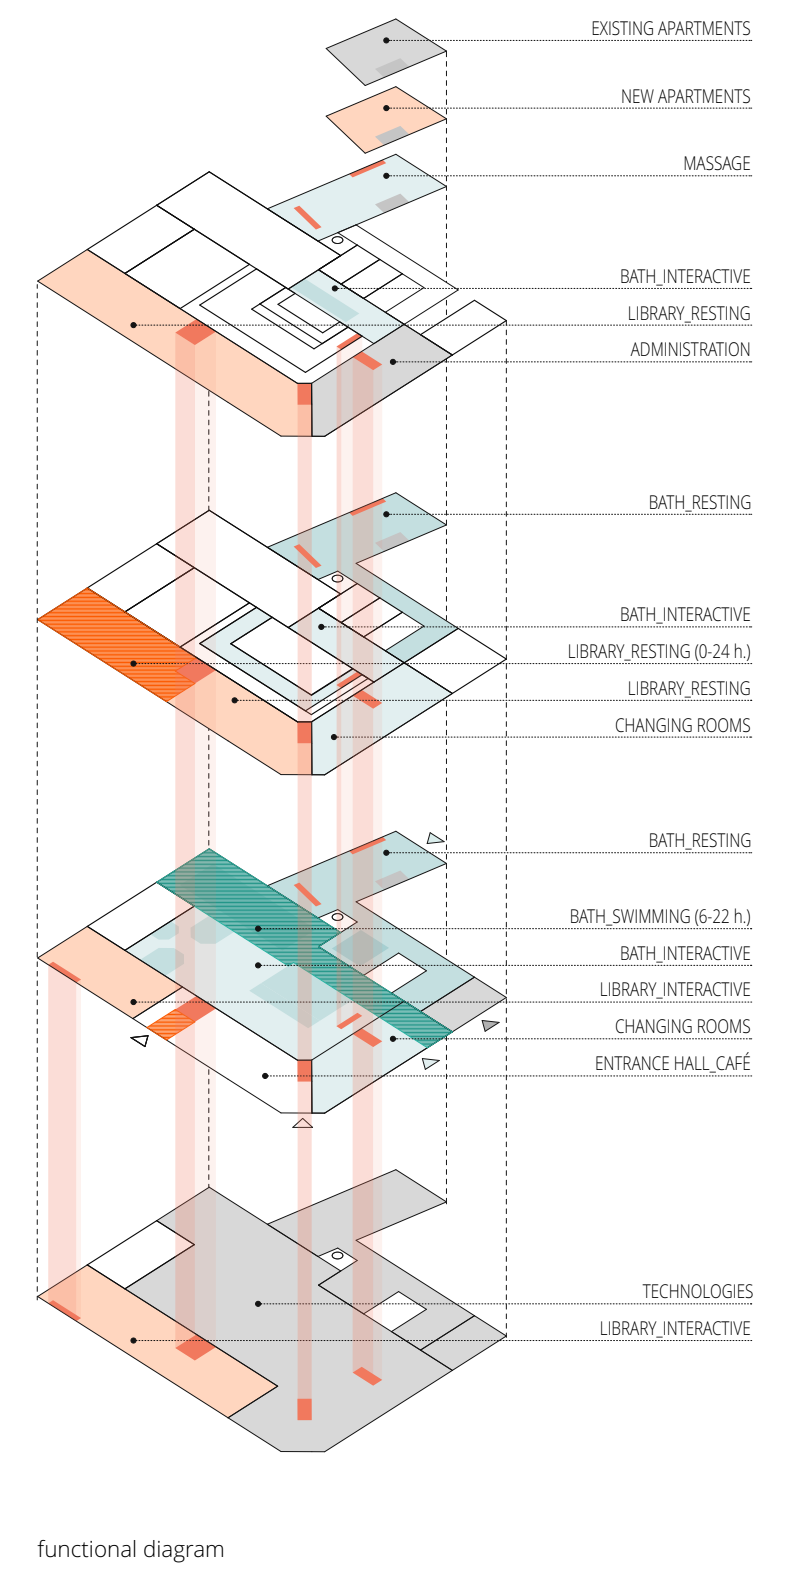 EXISTING APARTMENTS
NEW APARTMENTS
MASSAGE
BATH_INTERACTIVE
LIBRARY_RESTING
ADMINISTRATION
BATH_RESTING
BATH_INTERACTIVE
LIBRARY_RESTING (0-24 h.)
LIBRARY_RESTING
CHANGING ROOMS
BATH_RESTING
BATH_SWIMMING (6-22 h.)
BATH_INTERACTIVE
LIBRARY_INTERACTIVE
CHANGING ROOMS
ENTRANCE HALL_CAFÉ
TECHNOLOGIES
LIBRARY_INTERACTIVE
functional diagram